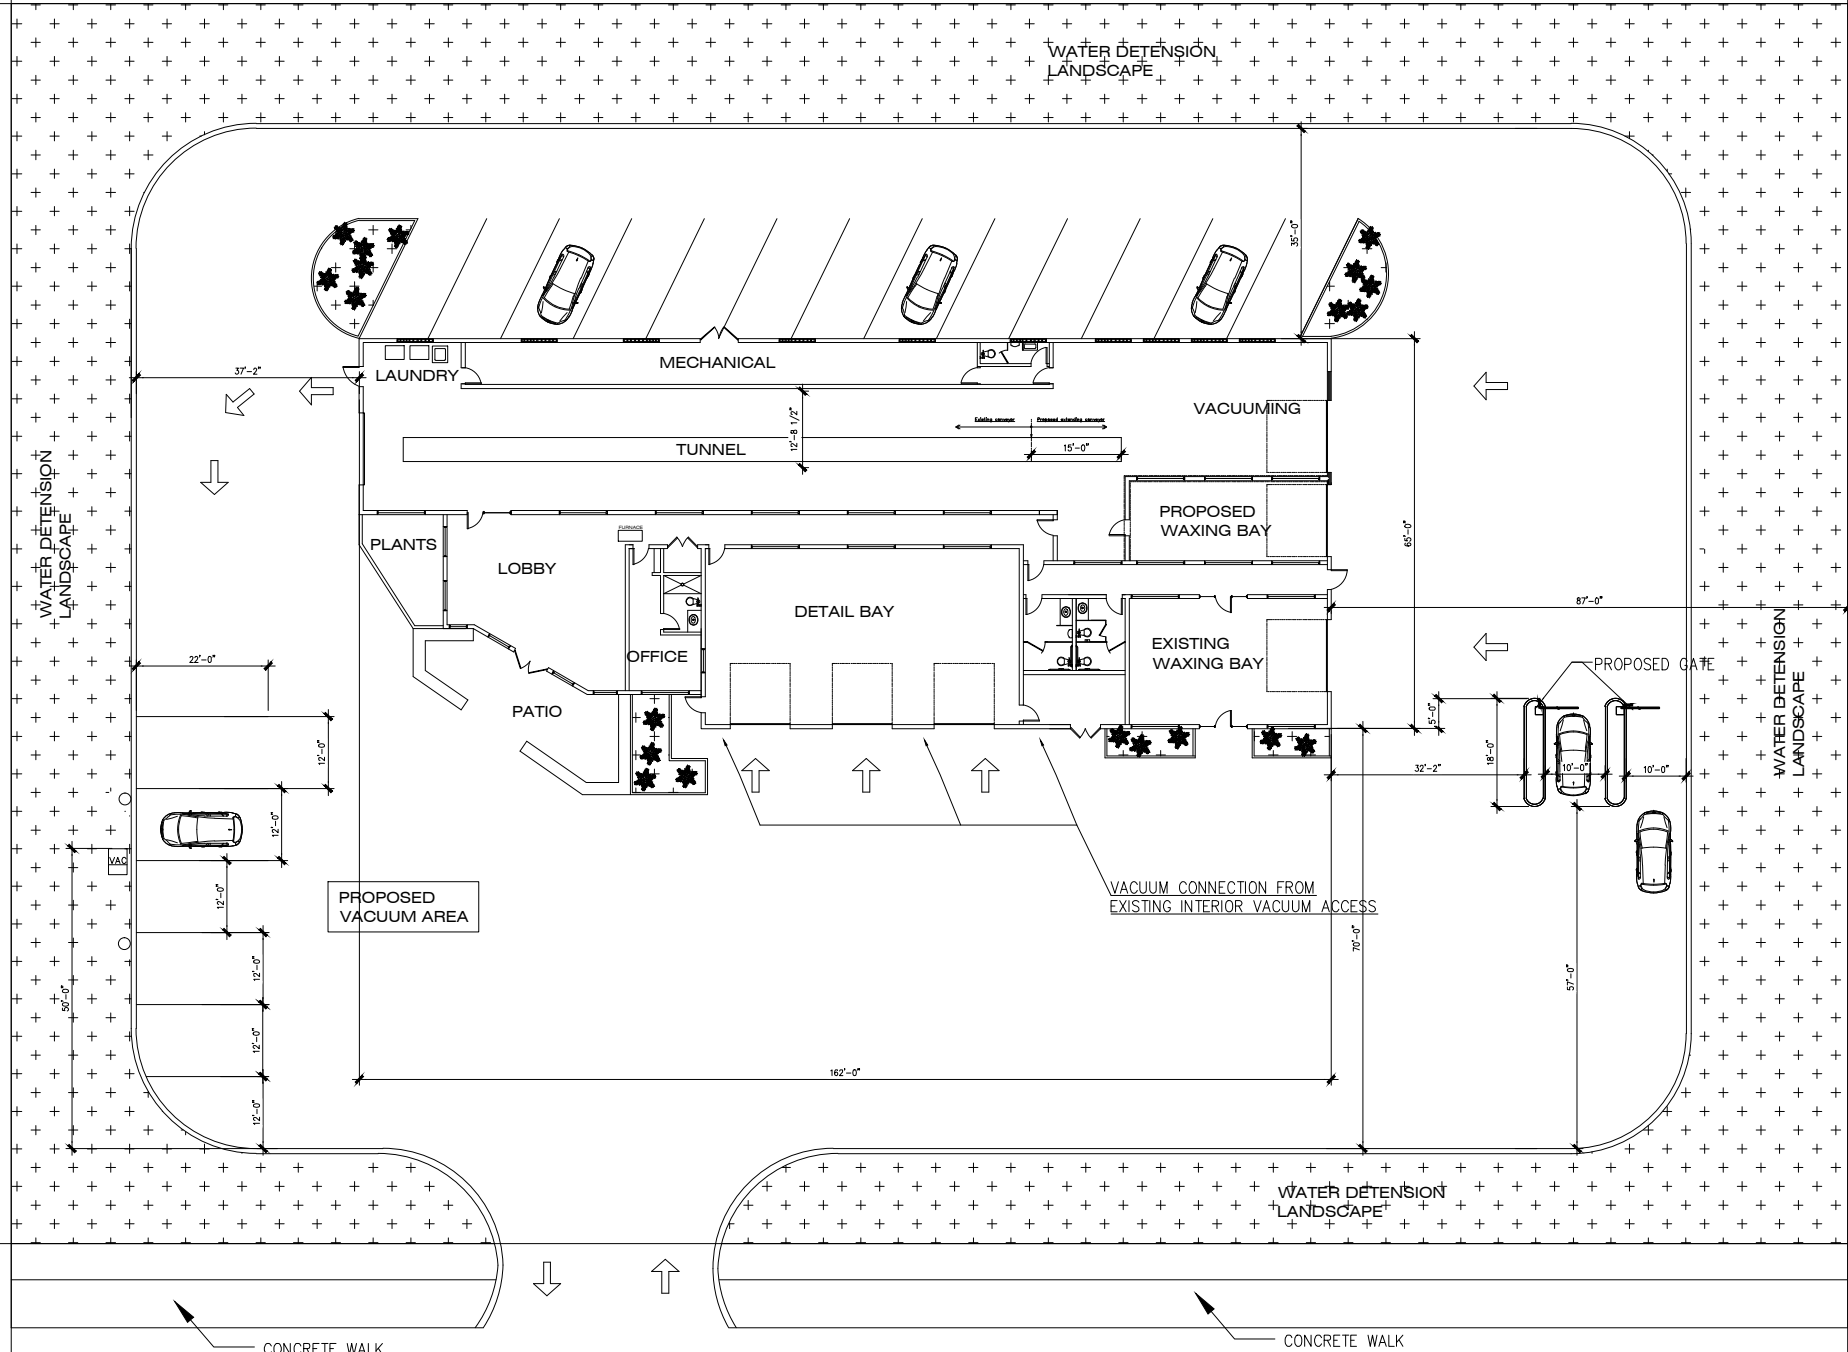 WATER DETENSION
LANDSCAPE
35'-0"
MECHANICAL
LAUNDRY
37'-2"
VACUUMING
12'-8 1/2"
Existing conveyor
Proposed extending conveyor
TUNNEL
15'-0"
WATER DETENSION
LANDSCAPE
PROPOSED
WAXING BAY
65'-0"
FURNACE
PLANTS
LOBBY
DETAIL BAY
87'-0"
EXISTING
WAXING BAY
OFFICE
22'-0"
PROPOSED GATE
WATER DETENSION
LANDSCAPE
PATIO
5'-0"
12'-0"
18'-0"
32'-2"
10'-0"
10'-0"
12'-0"
VAC
12'-0"
PROPOSED
VACUUM AREA
VACUUM CONNECTION FROM
EXISTING INTERIOR VACUUM ACCESS
70'-0"
12'-0"
57'-0"
50'-0"
12'-0"
162'-0"
12'-0"
WATER DETENSION
LANDSCAPE
CONCRETE WALK
CONCRETE WALK